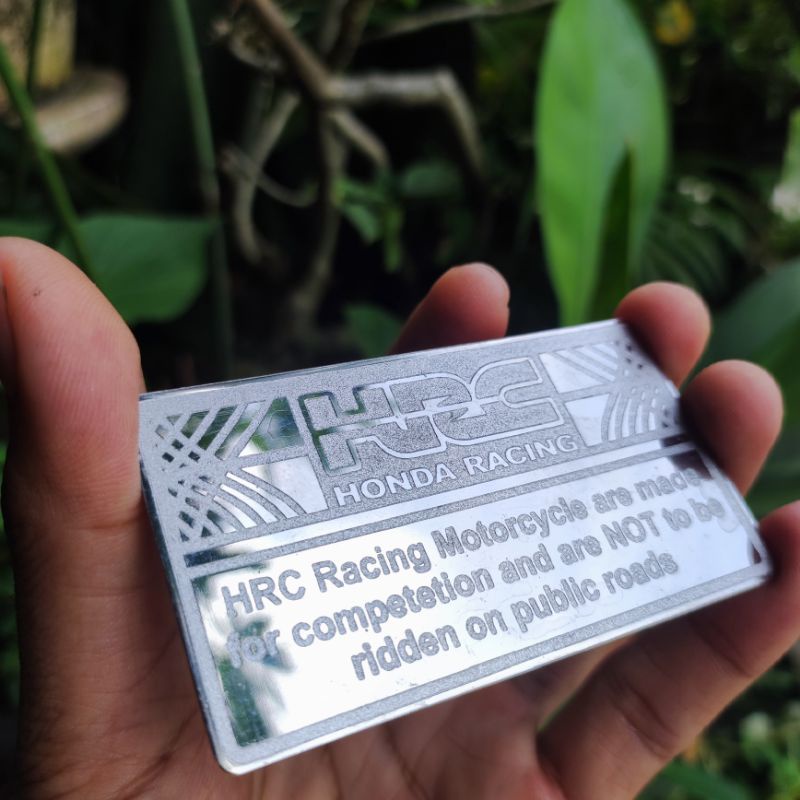 HRC
HONDA RACING
HRC Racing Motorcycle are made
for competetion and are NOT to be
ridden on public roads